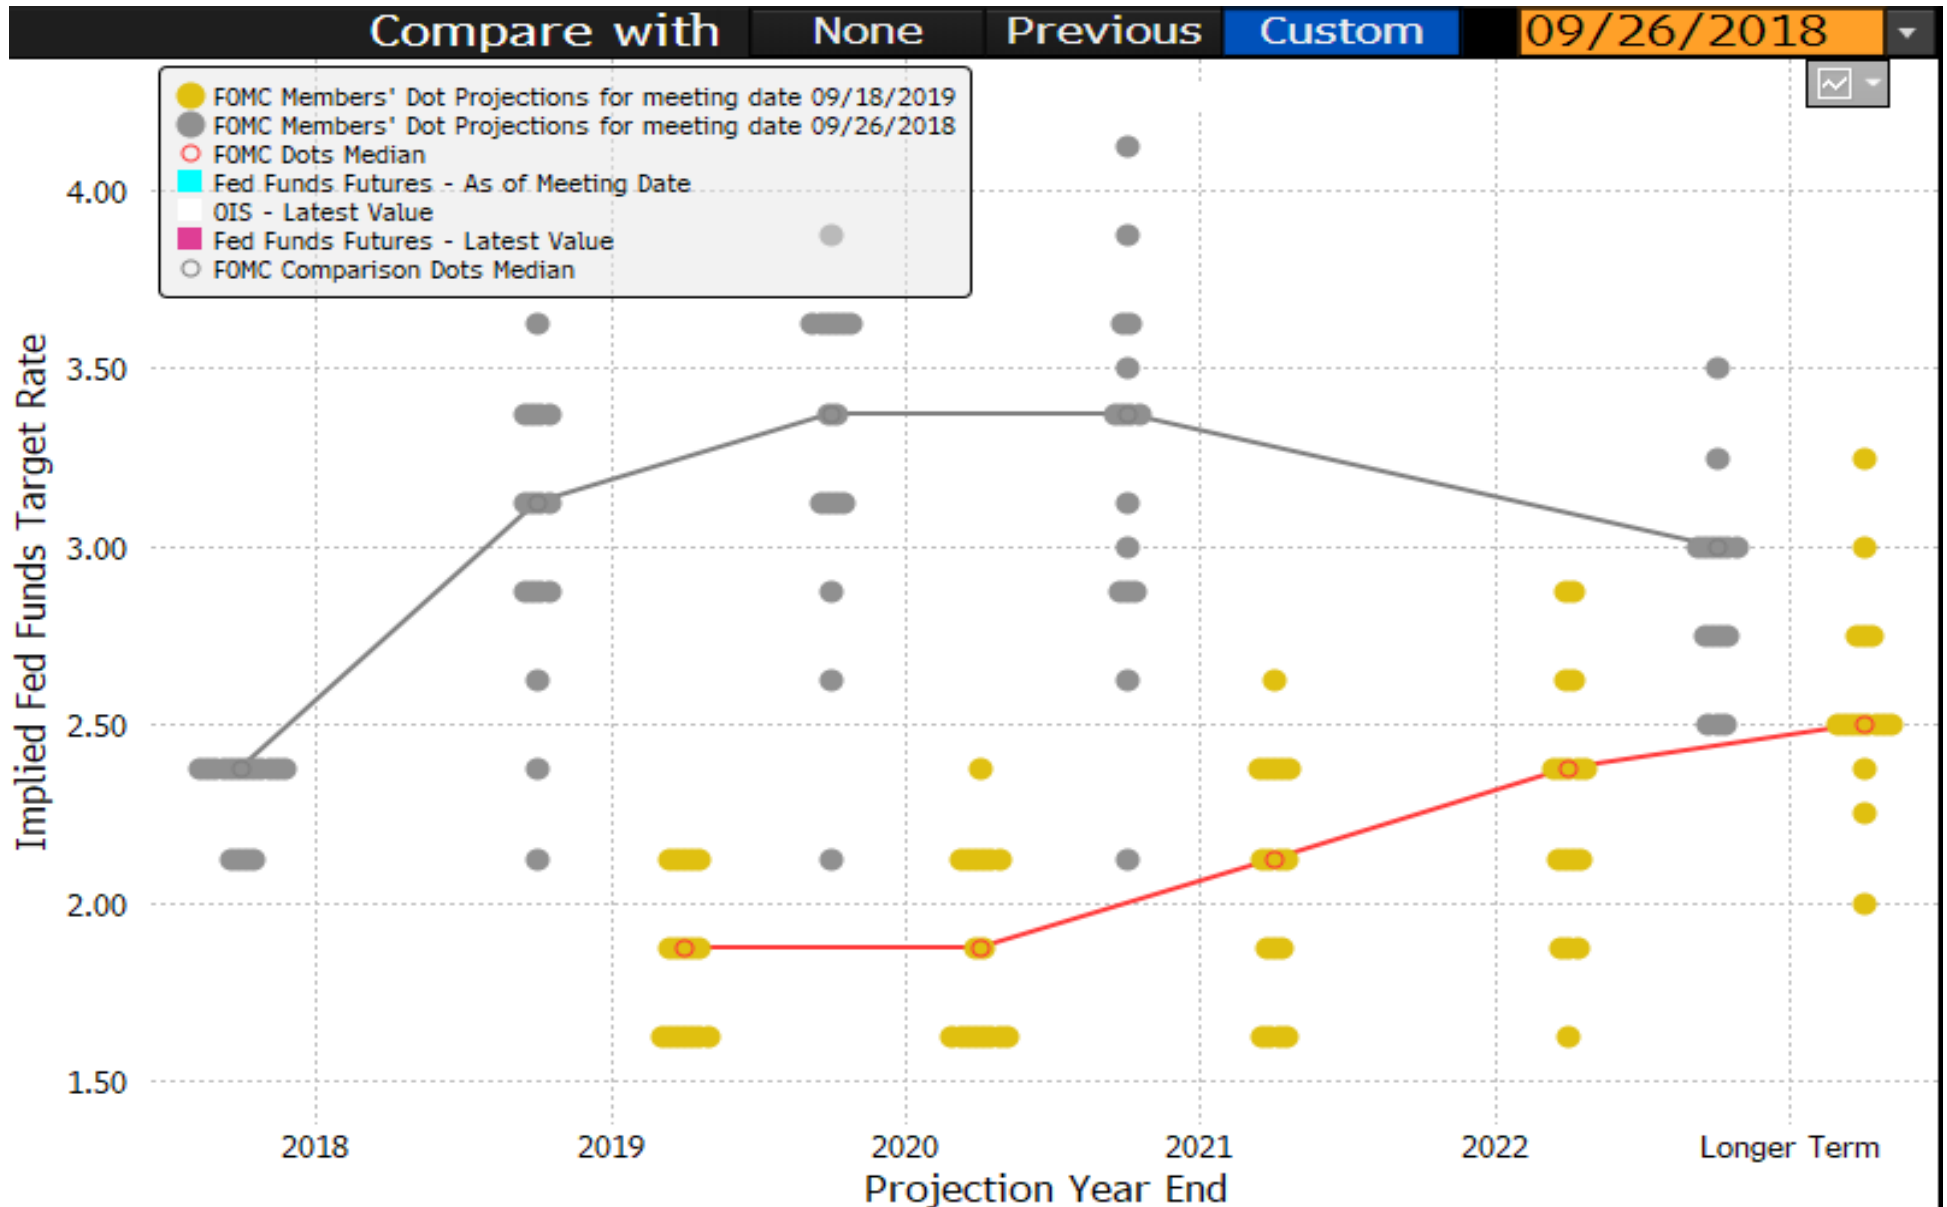 Compare with None Previous Custom 09/26/2018
FOMC Members' Dot Projections for meeting date 09/18/2019
FOMC Members' Dot Projections for meeting date 09/26/2018
FOMC Dots Median
Fed Funds Futures - As of Meeting Date
OIS - Latest Value
Fed Funds Futures - Latest Value
FOMC Comparison Dots Median
Implied Fed Funds Target Rate
4.00
3.50
3.00
2.50
2.00
1.50
2018 2019 2020 2021 2022 Longer Term
Projection Year End